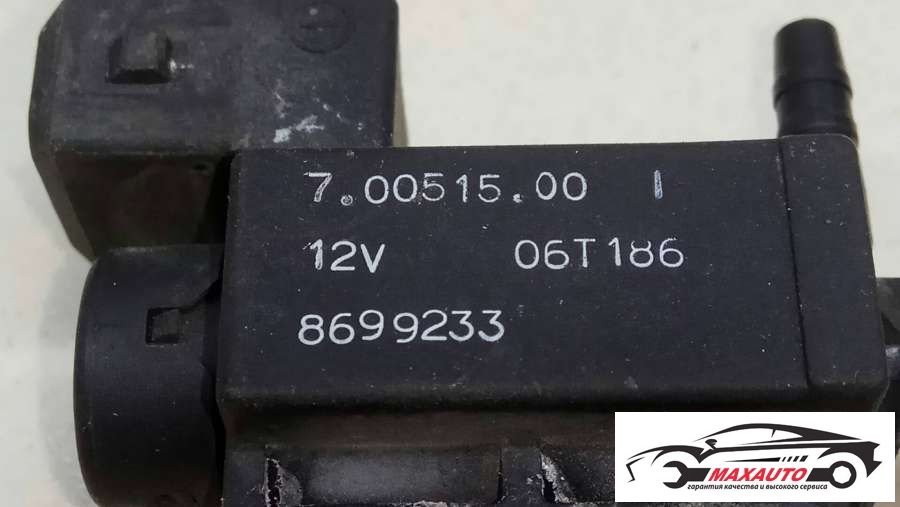 7.00515.00 I
12V 06T186
8699233
MAXAUTO
гарантия качества и высокого сервиса